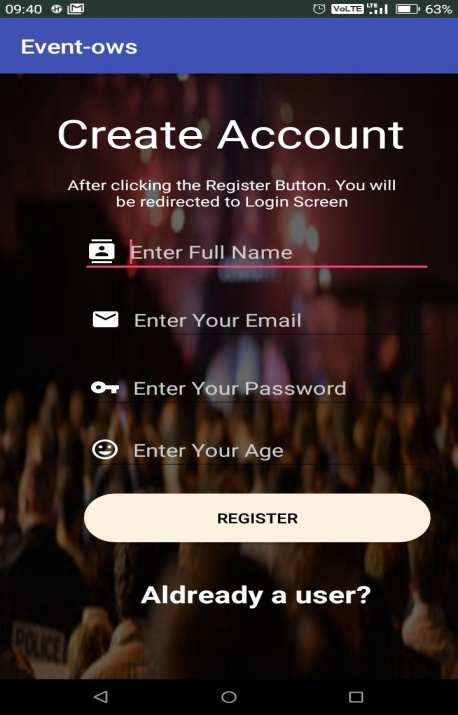 09:40 VoLTE LTE 63%
Event-ows
Create Account
After clicking the Register Button. You will
be redirected to Login Screen
Enter Full Name
Enter Your Email
Enter Your Password
Enter Your Age
REGISTER
Aldready a user?
POLICE